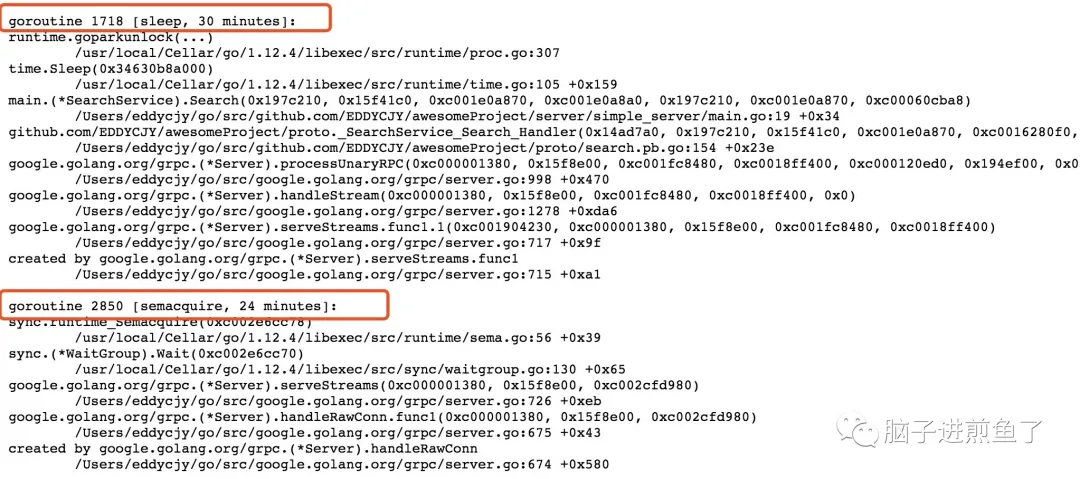 goroutine 1718 [sleep, 30 minutes]:
runtime.goparkunlock(...)
/usr/local/Cellar/go/1.12.4/libexec/src/runtime/proc.go:307
time.Sleep(0x34630b8a000)
/usr/local/Cellar/go/1.12.4/libexec/src/runtime/time.go:105 +0x159
main.(*SearchService).Search(0x197c210, 0x15f41c0, 0xc001e0a870, 0xc001e0a8a0, 0x197c210, 0xc001e0a870, 0xc00060cba8)
/Users/eddycjy/go/src/github.com/EDDYCJY/awesomeProject/server/simple_server/main.go:19 +0x34
github.com/EDDYCJY/awesomeProject/proto._SearchService_Search_Handler(0x14ad7a0, 0x197c210, 0x15f41c0, 0xc001e0a870, 0xc0016280f0,
/Users/eddycjy/go/src/github.com/EDDYCJY/awesomeProject/proto/search.pb.go:154 +0x23e
google.golang.org/grpc.(*Server).processUnaryRPC(0xc000001380, 0x15f8e00, 0xc001fc8480, 0xc0018ff400, 0xc000120ed0, 0x194ef00, 0x0
/Users/eddycjy/go/src/google.golang.org/grpc/server.go:998 +0x470
google.golang.org/grpc.(*Server).handleStream(0xc000001380, 0x15f8e00, 0xc001fc8480, 0xc0018ff400, 0x0)
/Users/eddycjy/go/src/google.golang.org/grpc/server.go:1278 +0xda6
google.golang.org/grpc.(*Server).serveStreams.func1.1(0xc001904230, 0xc000001380, 0x15f8e00, 0xc001fc8480, 0xc0018ff400)
/Users/eddycjy/go/src/google.golang.org/grpc/server.go:717 +0x9f
created by google.golang.org/grpc.(*Server).serveStreams.func1
/Users/eddycjy/go/src/google.golang.org/grpc/server.go:715 +0xa1
goroutine 2850 [semacquire, 24 minutes]:
sync.runtime_Semacquire(0xc002e6cc78)
/usr/local/Cellar/go/1.12.4/libexec/src/runtime/sema.go:56 +0x39
sync.(*WaitGroup).Wait(0xc002e6cc70)
/usr/local/Cellar/go/1.12.4/libexec/src/sync/waitgroup.go:130 +0x65
google.golang.org/grpc.(*Server).serveStreams(0xc000001380, 0x15f8e00, 0xc002cfd980)
/Users/eddycjy/go/src/google.golang.org/grpc/server.go:726 +0xeb
google.golang.org/grpc.(*Server).handleRawConn.func1(0xc000001380, 0x15f8e00, 0xc002cfd980)
/Users/eddycjy/go/src/google.golang.org/grpc/server.go:675 +0x43
created by google.golang.org/grpc.(*Server).handleRawConn
/Users/eddycjy/go/src/google.golang.org/grpc/server.go:674 +0x580
脑子进煎鱼了